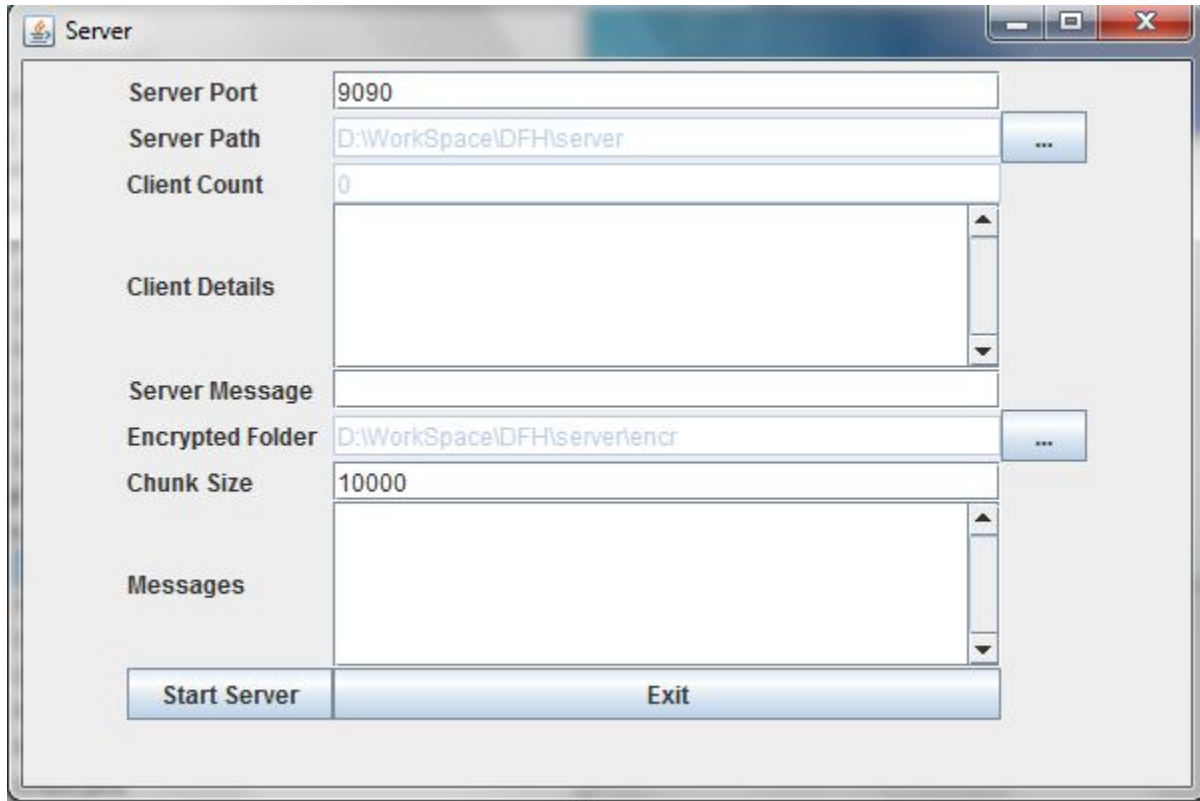 Server
Server Port 9090
Server Path D:\WorkSpace\DFH\server ...
Client Count 0
Client Details
Server Message
Encrypted Folder D:\WorkSpace\DFH\server\encr ...
Chunk Size 10000
Messages
Start Server Exit